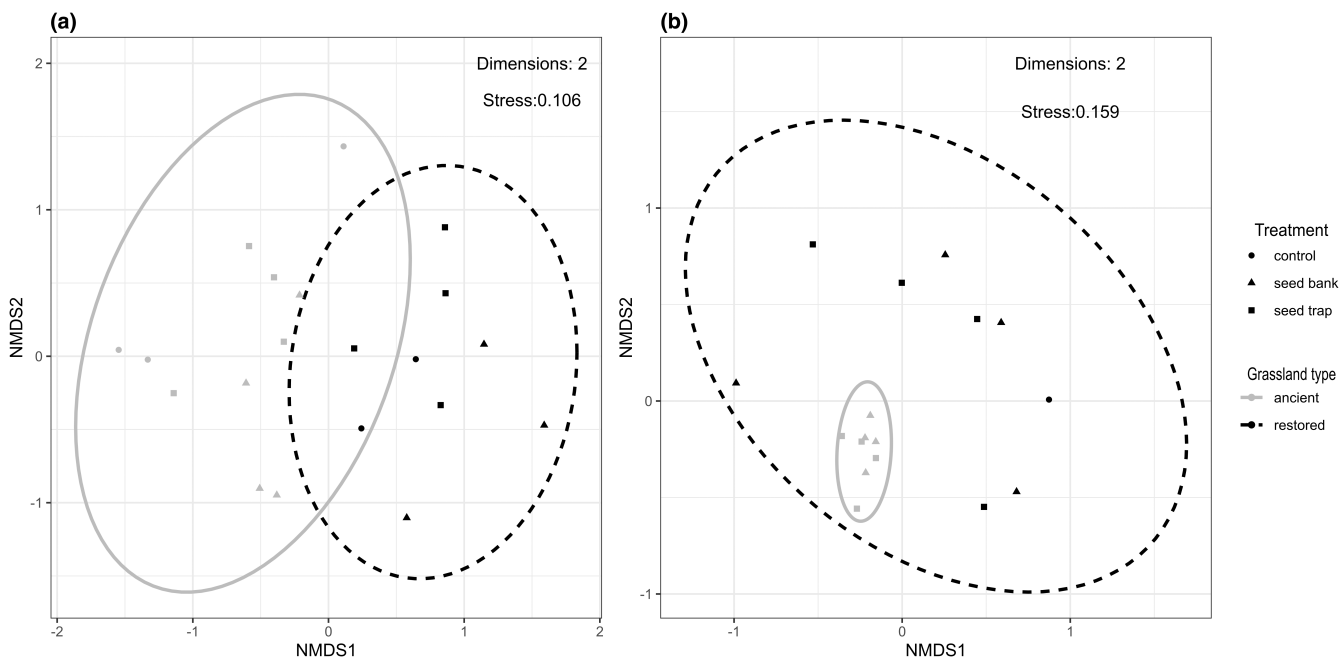 (a)
Dimensions: 2
Stress:0.106
NMDS2
2
1
0
-1
-2
-1
0
1
2
NMDS1
(b)
Dimensions: 2
Stress:0.159
NMDS2
1
0
-1
-1
0
1
NMDS1
Treatment
control
seed bank
seed trap
Grassland type
ancient
restored